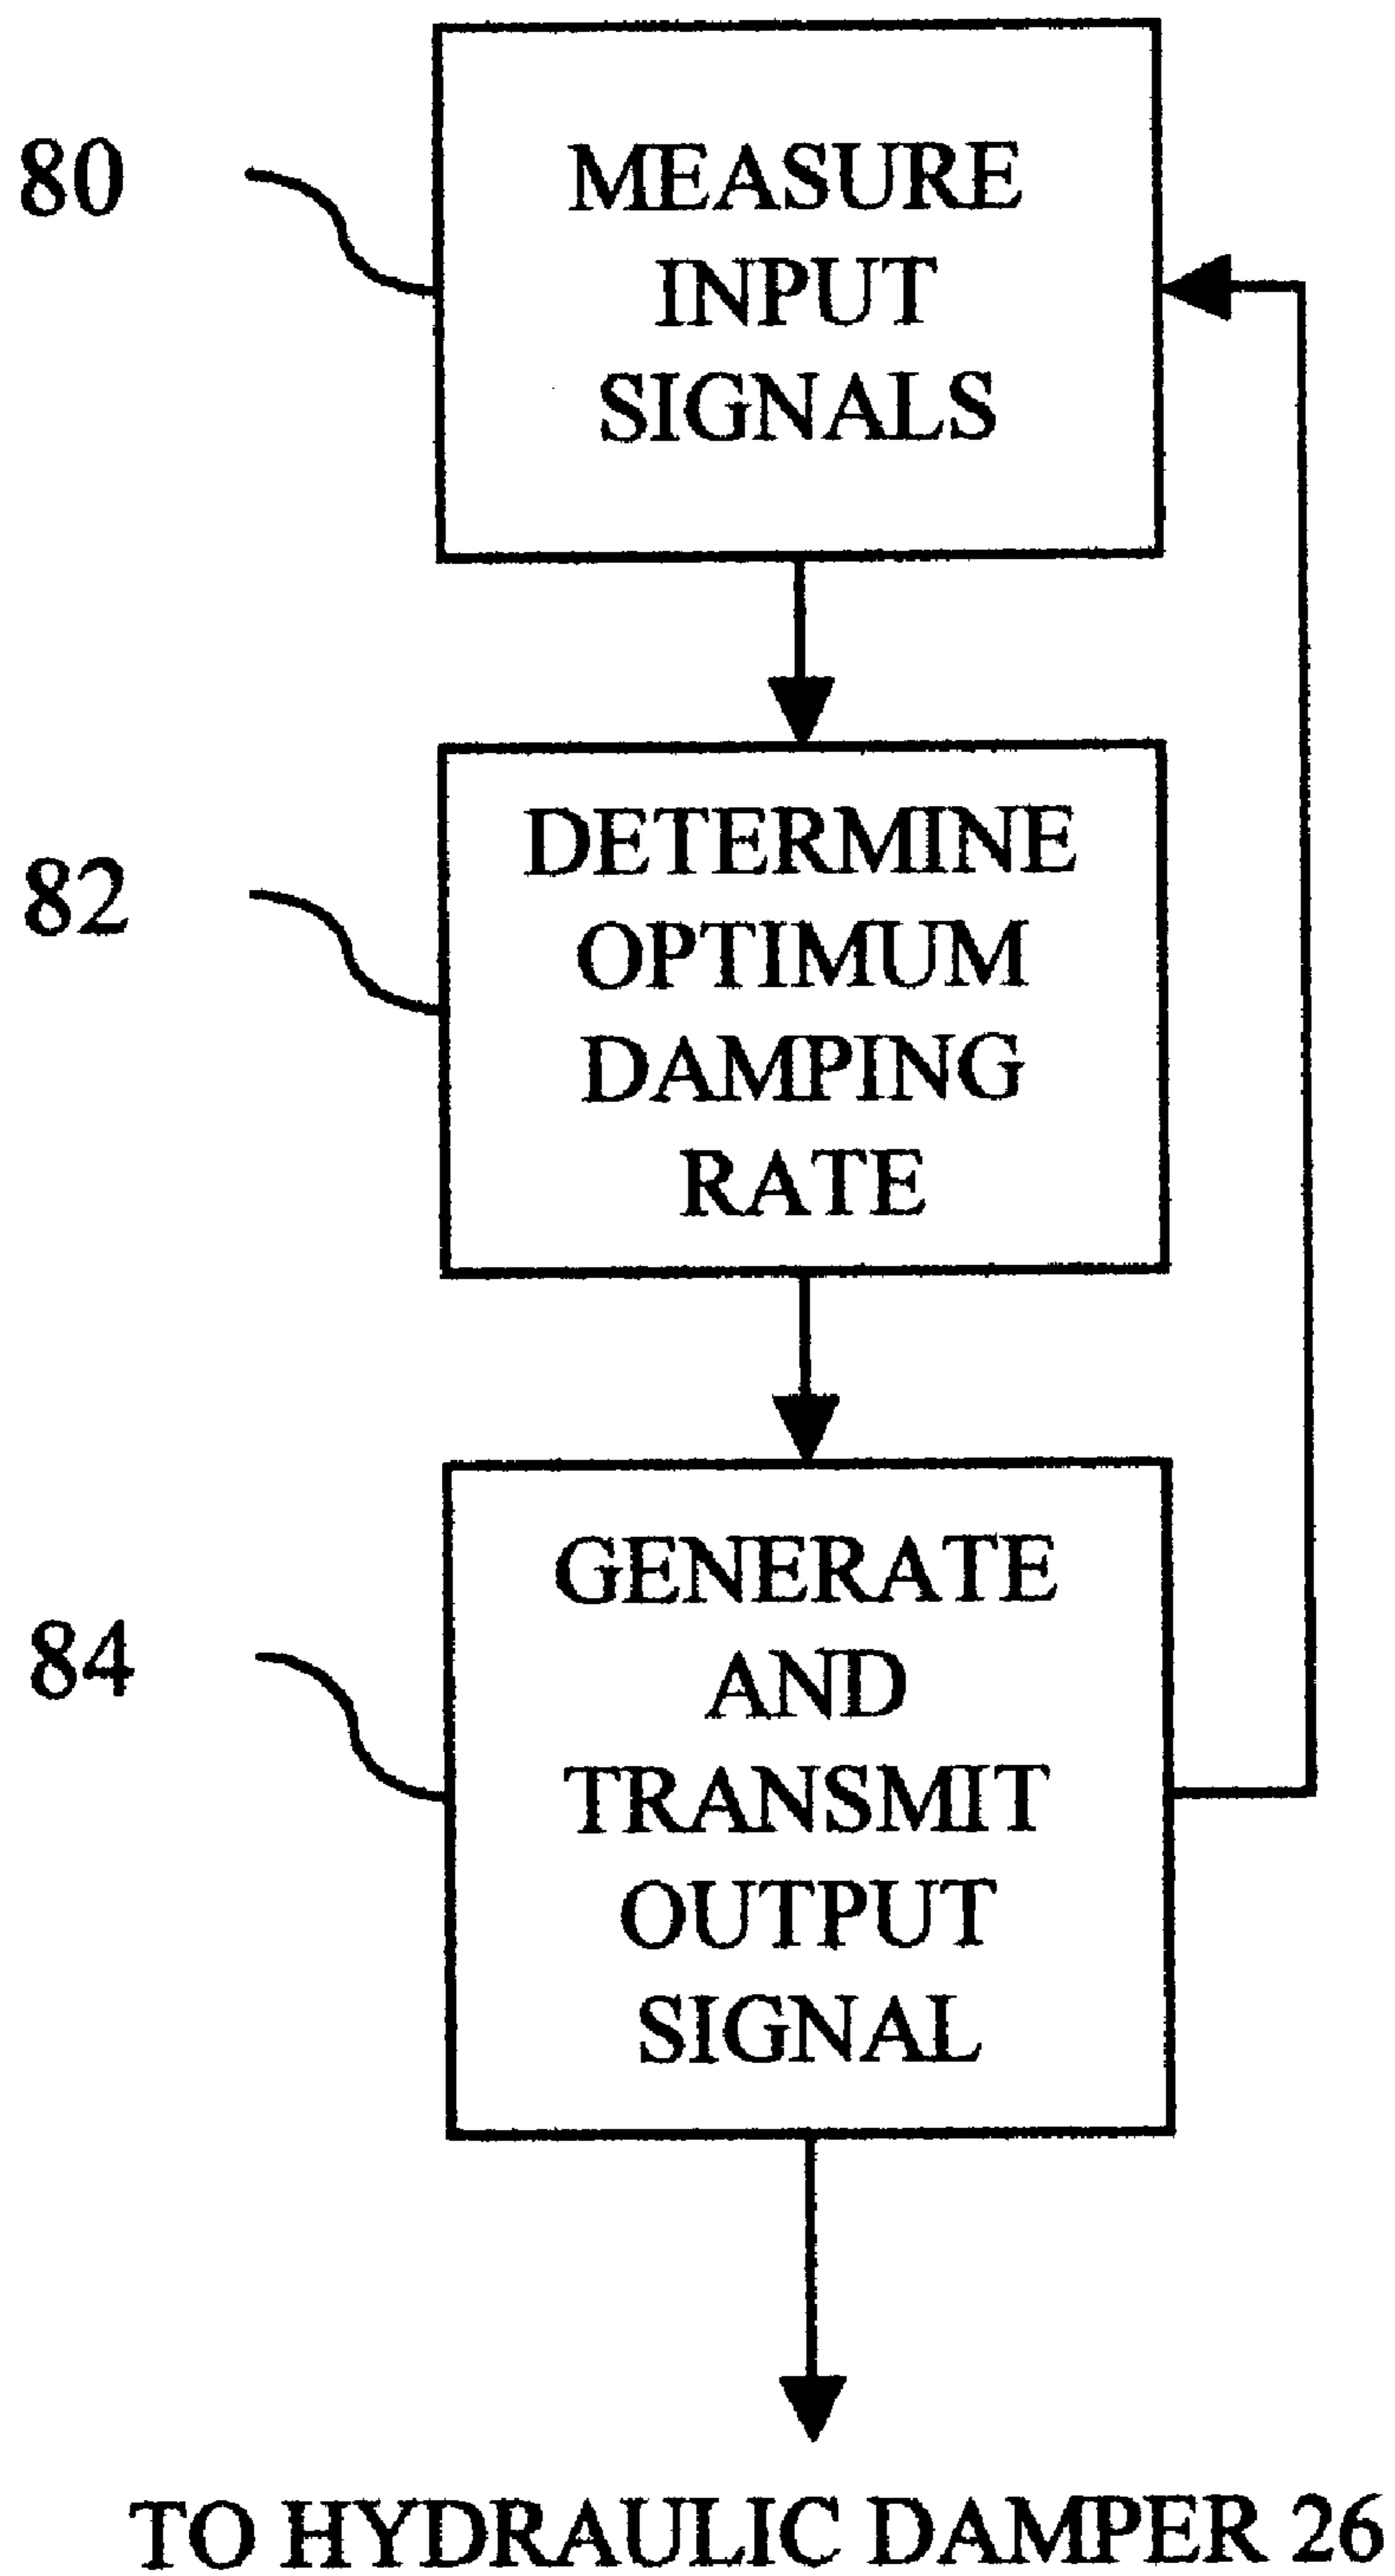 80
MEASURE
INPUT
SIGNALS
82
DETERMINE
OPTIMUM
DAMPING
RATE
84
GENERATE
AND
TRANSMIT
OUTPUT
SIGNAL
TO HYDRAULIC DAMPER 26